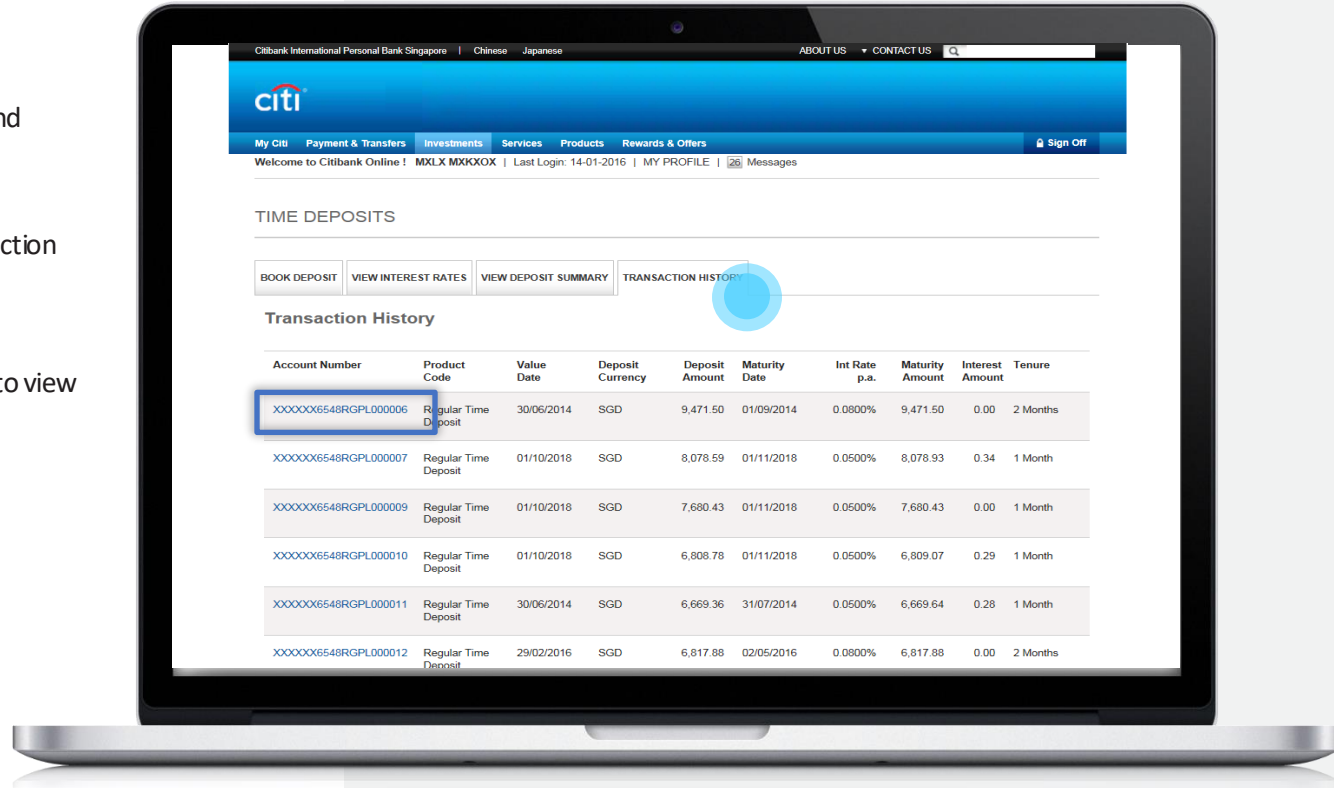 nd
ction
to view
Citibank International Personal Bank Singapore | Chinese Japanese ABOUT US ▾ CONTACT US
citi
My Citi Payment & Transfers Investments Services Products Rewards & Offers Sign Off
Welcome to Citibank Online ! MXLX MXKXOX | Last Login: 14-01-2016 | MY PROFILE | 26 Messages
TIME DEPOSITS
BOOK DEPOSIT VIEW INTEREST RATES VIEW DEPOSIT SUMMARY TRANSACTION HISTORY
Transaction History
Account Number Product Value Deposit Deposit Maturity Int Rate Maturity Interest Tenure
Code Date Currency Amount Date p.a. Amount Amount
XXXXXX6548RGPL000006 Regular Time 30/06/2014 SGD 9,471.50 01/09/2014 0.0800% 9,471.50 0.00 2 Months
Deposit
XXXXXX6548RGPL000007 Regular Time 01/10/2018 SGD 8,078.59 01/11/2018 0.0500% 8,078.93 0.34 1 Month
Deposit
XXXXXX6548RGPL000009 Regular Time 01/10/2018 SGD 7,680.43 01/11/2018 0.0500% 7,680.43 0.00 1 Month
Deposit
XXXXXX6548RGPL000010 Regular Time 01/10/2018 SGD 6,808.78 01/11/2018 0.0500% 6,809.07 0.29 1 Month
Deposit
XXXXXX6548RGPL000011 Regular Time 30/06/2014 SGD 6,669.36 31/07/2014 0.0500% 6,669.64 0.28 1 Month
Deposit
XXXXXX6548RGPL000012 Regular Time 29/02/2016 SGD 6,817.88 02/05/2016 0.0800% 6,817.88 0.00 2 Months
Deposit